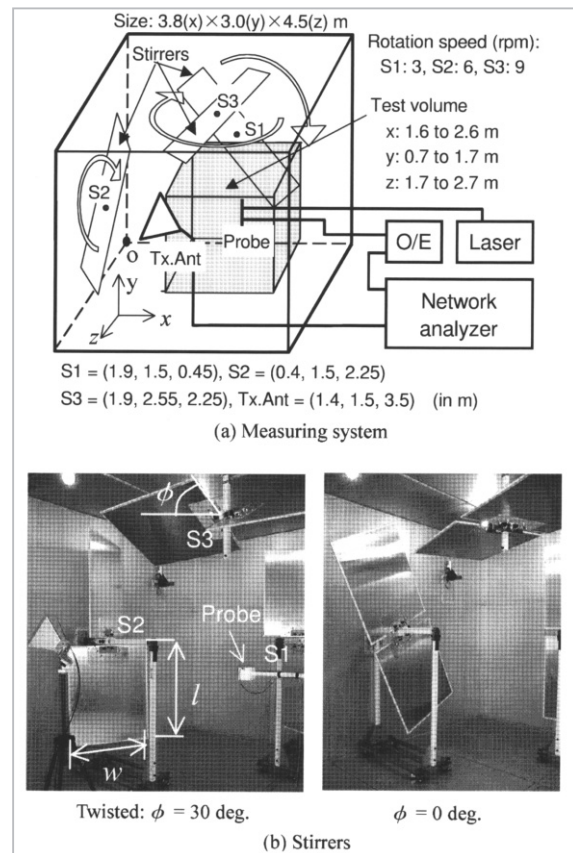 Size: 3.8(x)×3.0(y)×4.5(z) m
Stirrers
Rotation speed (rpm):
S1: 3, S2: 6, S3: 9
Test volume
x: 1.6 to 2.6 m
y: 0.7 to 1.7 m
z: 1.7 to 2.7 m
S3
S1
S2
O
Tx.Ant
Probe
O/E
Laser
Network
analyzer
y
x
z
S1 = (1.9, 1.5, 0.45), S2 = (0.4, 1.5, 2.25)
S3 = (1.9, 2.55, 2.25), Tx.Ant = (1.4, 1.5, 3.5) (in m)
(a) Measuring system
ϕ
S3
Probe
S2
S1
l
w
Twisted: ϕ = 30 deg.
ϕ = 0 deg.
(b) Stirrers